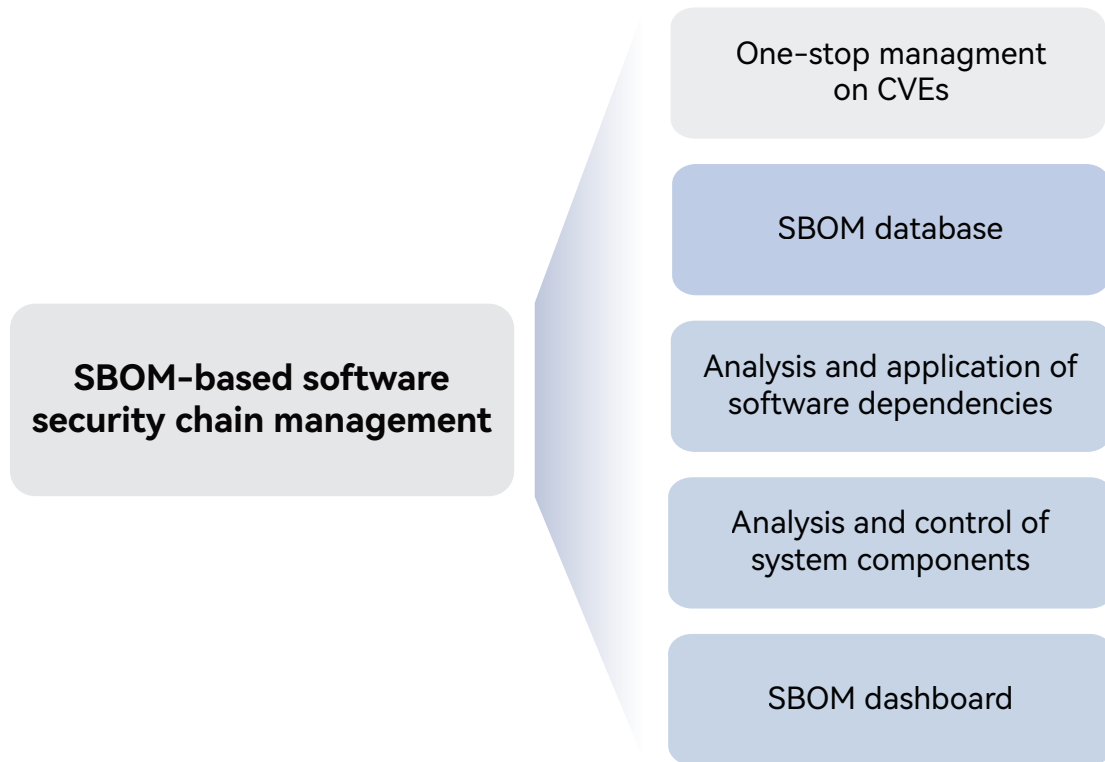 One-stop managment
on CVEs
SBOM database
SBOM-based software
security chain management
Analysis and application of
software dependencies
Analysis and control of
system components
SBOM dashboard